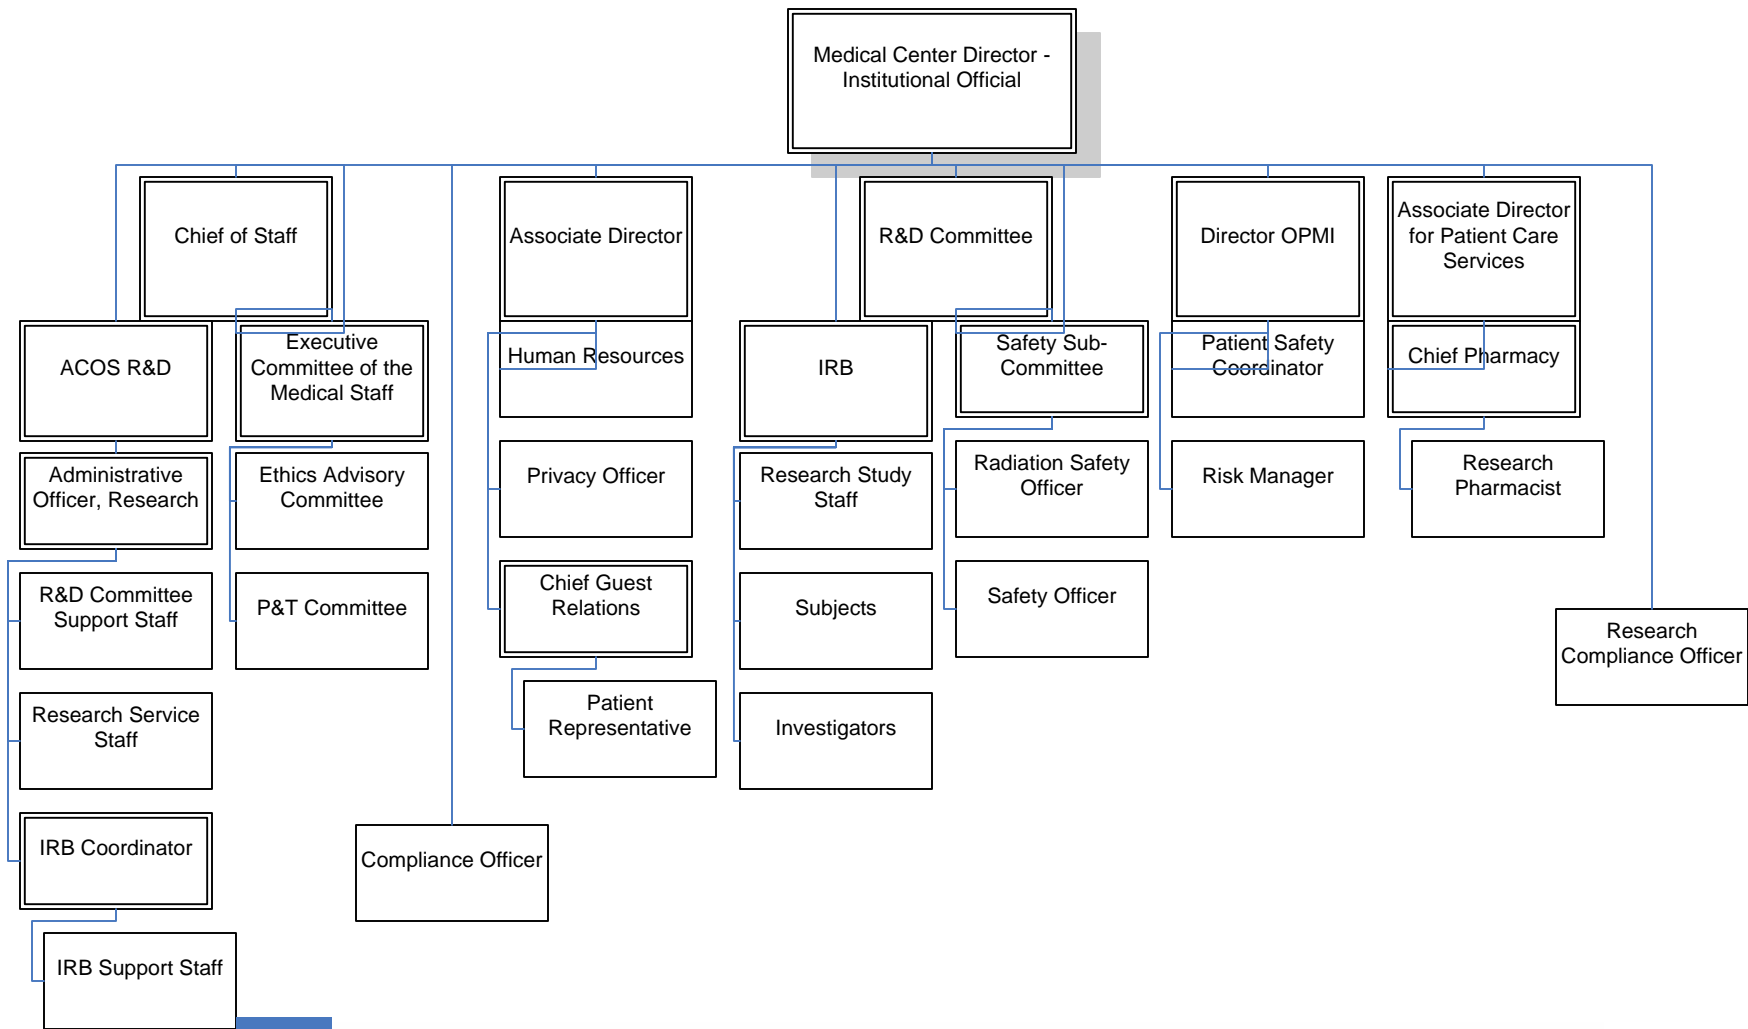 Medical Center Director -
Institutional Official
Chief of Staff
Associate Director
R&D Committee
Director OPMI
Associate Director
for Patient Care
Services
ACOS R&D
Executive
Committee of the
Medical Staff
Human Resources
IRB
Safety Sub-
Committee
Patient Safety
Coordinator
Chief Pharmacy
Administrative
Officer, Research
Ethics Advisory
Committee
Privacy Officer
Research Study
Staff
Radiation Safety
Officer
Risk Manager
Research
Pharmacist
R&D Committee
Support Staff
P&T Committee
Chief Guest
Relations
Subjects
Safety Officer
Research
Compliance Officer
Research Service
Staff
Patient
Representative
Investigators
IRB Coordinator
Compliance Officer
IRB Support Staff